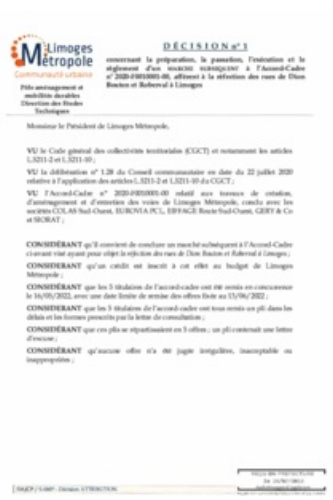 Limoges
Métropole
Communauté urbaine
Pôle aménagement et
mobilités durables
Direction des Etudes
Techniques
DÉCISION n° 1
concernant la préparation, la passation, l'exécution et le
règlement d'un MARCHE SUBSEQUENT à l'Accord-Cadre
n° 2020-F0010001-00, afférent à la réfection des rues de Dion
Bouton et Roberval à Limoges
Monsieur le Président de Limoges Métropole,
VU le Code général des collectivités territoriales (CGCT) et notamment les articles
L.5211-2 et L.5211-10 ;
VU la délibération n° 1.28 du Conseil communautaire en date du 22 juillet 2020
relative à l'application des articles L.5211-2 et L.5211-10 du CGCT ;
VU l'Accord-Cadre n° 2020-F0010001-00 relatif aux travaux de création,
d'aménagement et d'entretien des voies de Limoges Métropole, conclu avec les
sociétés COLAS Sud-Ouest, EUROVIA PCL, EIFFAGE Route Sud-Ouest, GERY & Co
et SIORAT ;
CONSIDÉRANT qu'il convient de conclure un marché subséquent à l'Accord-Cadre
ci-avant visé ayant pour objet la réfection des rues de Dion Bouton et Roberval à Limoges ;
CONSIDÉRANT qu'un crédit est inscrit à cet effet au budget de Limoges
Métropole ;
CONSIDÉRANT que les 5 titulaires de l'accord-cadre ont été remis en concurrence
le 16/05/2022, avec une date limite de remise des offres fixée au 13/06/2022 ;
CONSIDÉRANT que les 5 titulaires de l'accord-cadre ont tous remis un pli dans les
délais et les formes prescrits par la lettre de consultation ;
CONSIDÉRANT que ces plis se répartissaient en 5 offres ; un pli contenait une lettre
d'excuse ;
CONSIDÉRANT qu'aucune offre n'a été jugée irrégulière, inacceptable ou
inappropriée ;
Décision ATTRIBUTION